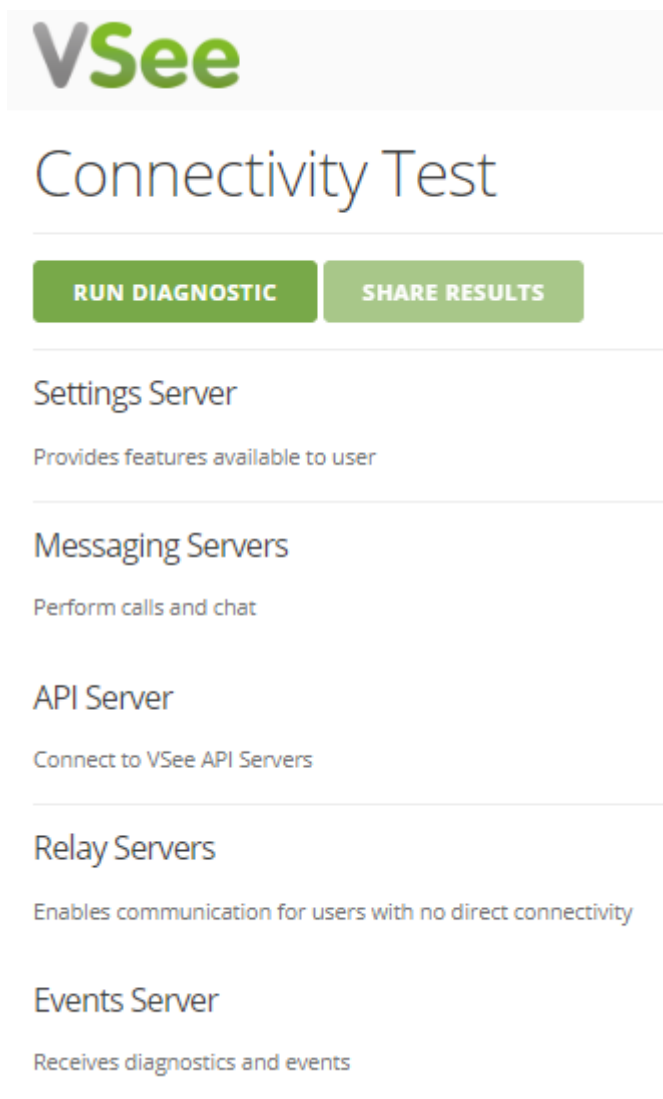 VSee
Connectivity Test
RUN DIAGNOSTIC SHARE RESULTS
Settings Server
Provides features available to user
Messaging Servers
Perform calls and chat
API Server
Connect to VSee API Servers
Relay Servers
Enables communication for users with no direct connectivity
Events Server
Receives diagnostics and events